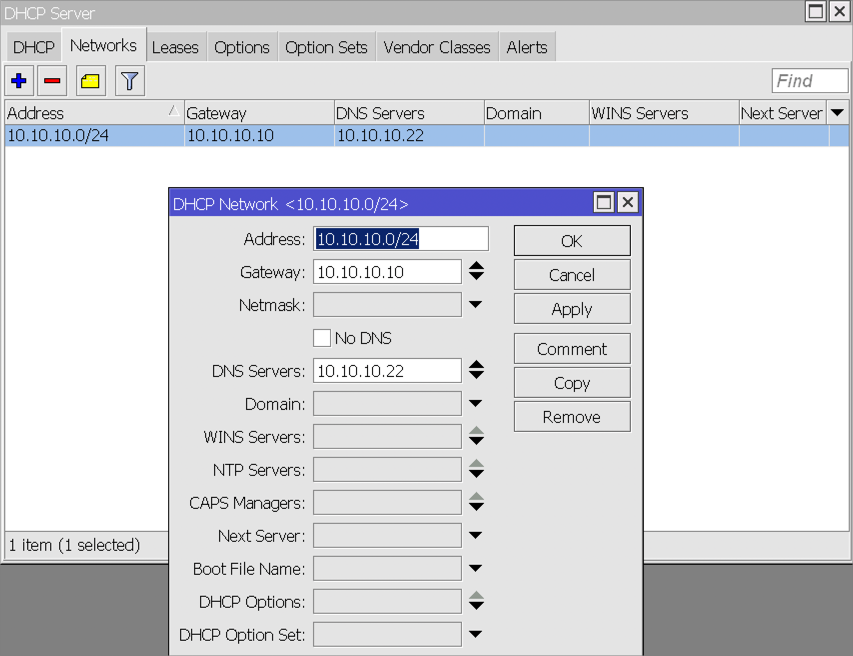 DHCP Server
DHCP Networks Leases Options Option Sets Vendor Classes Alerts
Find
Address Gateway DNS Servers Domain WINS Servers Next Server
10.10.10.0/24 10.10.10.10 10.10.10.22
DHCP Network <10.10.10.0/24>
Address: 10.10.10.0/24 OK
Gateway: 10.10.10.10 Cancel
Netmask: Apply
No DNS Comment
DNS Servers: 10.10.10.22 Copy
Domain: Remove
WINS Servers:
NTP Servers:
CAPS Managers:
Next Server:
1 item (1 selected)
Boot File Name:
DHCP Options:
DHCP Option Set: